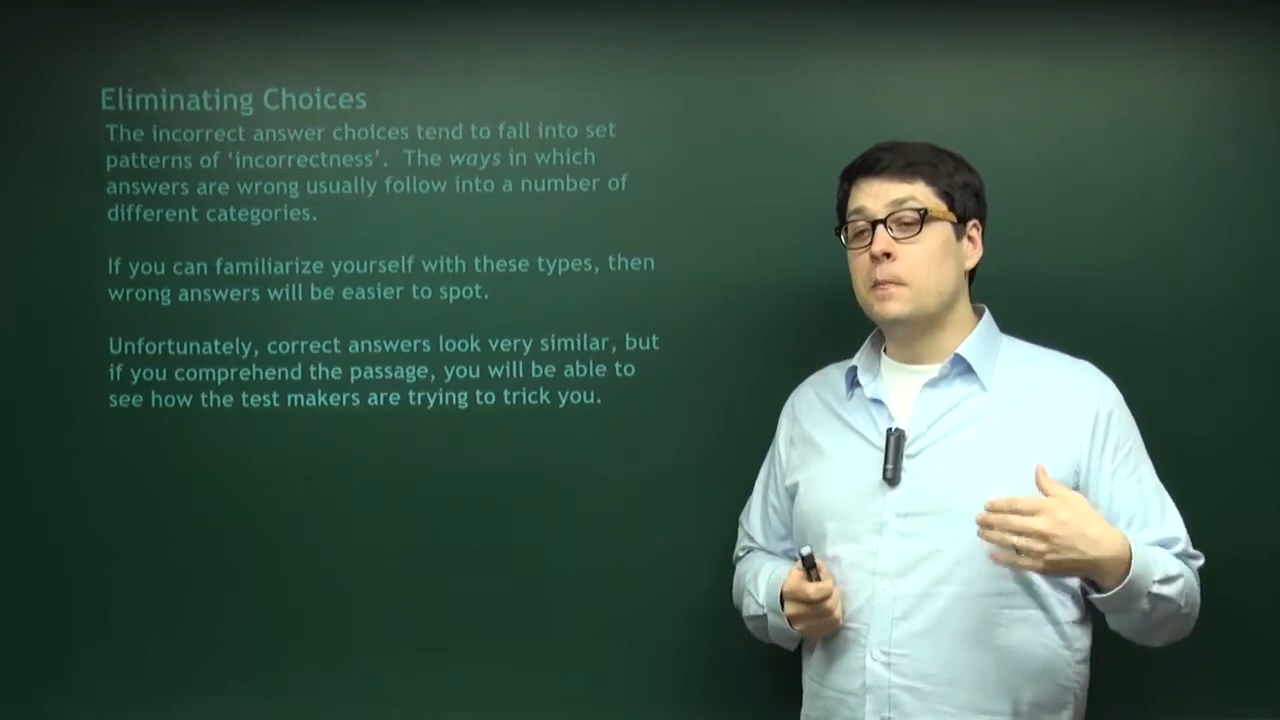 Eliminating Choices
The incorrect answer choices tend to fall into set
patterns of ‘incorrectness’. The ways in which
answers are wrong usually follow into a number of
different categories.
If you can familiarize yourself with these types, then
wrong answers will be easier to spot.
Unfortunately, correct answers look very similar, but
if you comprehend the passage, you will be able to
see how the test makers are trying to trick you.